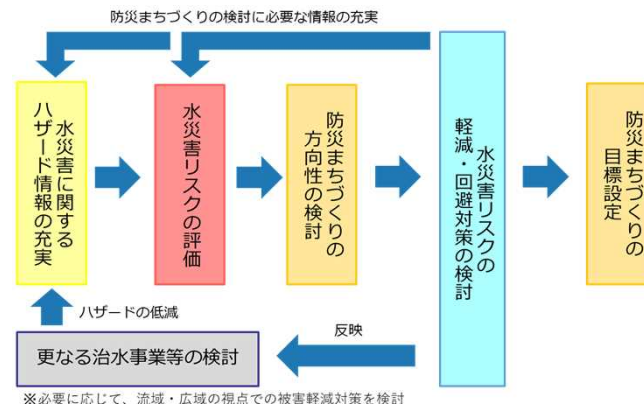 防災まちづくりの検討に必要な情報の充実
水災害に関する
ハザード情報の充実
水災害リスクの評価
防災まちづくりの
方向性の検討
水災害リスクの
軽減・回避対策の検討
防災まちづくりの
目標設定
ハザードの低減
反映
更なる治水事業等の検討
※必要に応じて、流域・広域の視点での被害軽減対策を検討